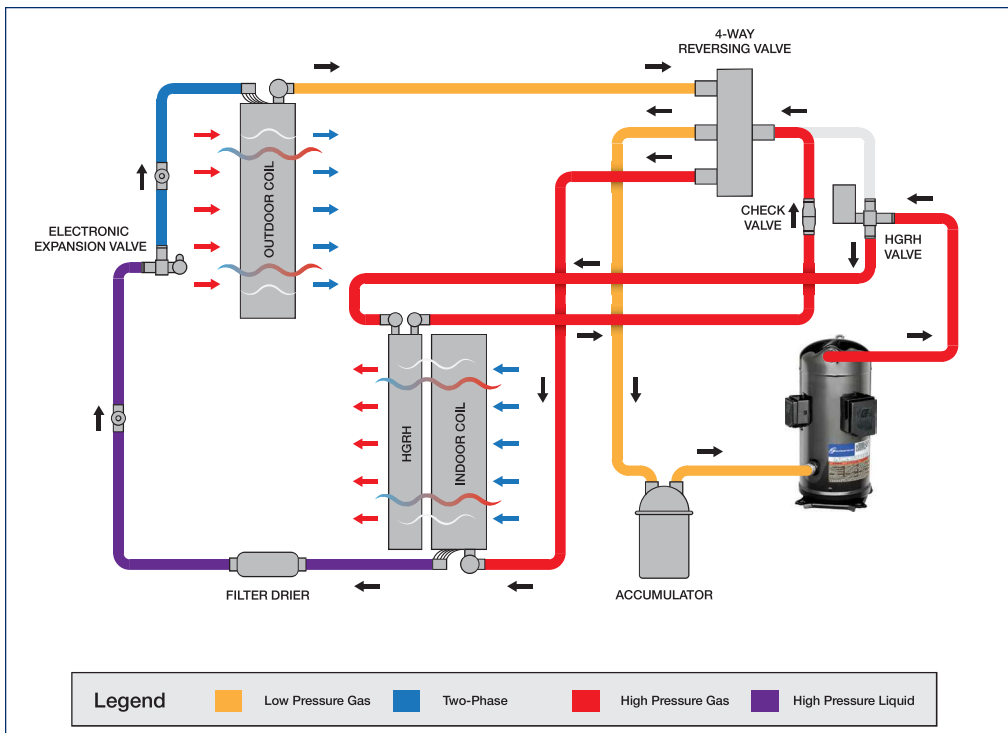 4-WAY
REVERSING VALVE
OUTDOOR COIL
ELECTRONIC
EXPANSION VALVE
CHECK
VALVE
HGRH
VALVE
HGRH
INDOOR COIL
FILTER DRIER
ACCUMULATOR
Legend
Low Pressure Gas
Two-Phase
High Pressure Gas
High Pressure Liquid